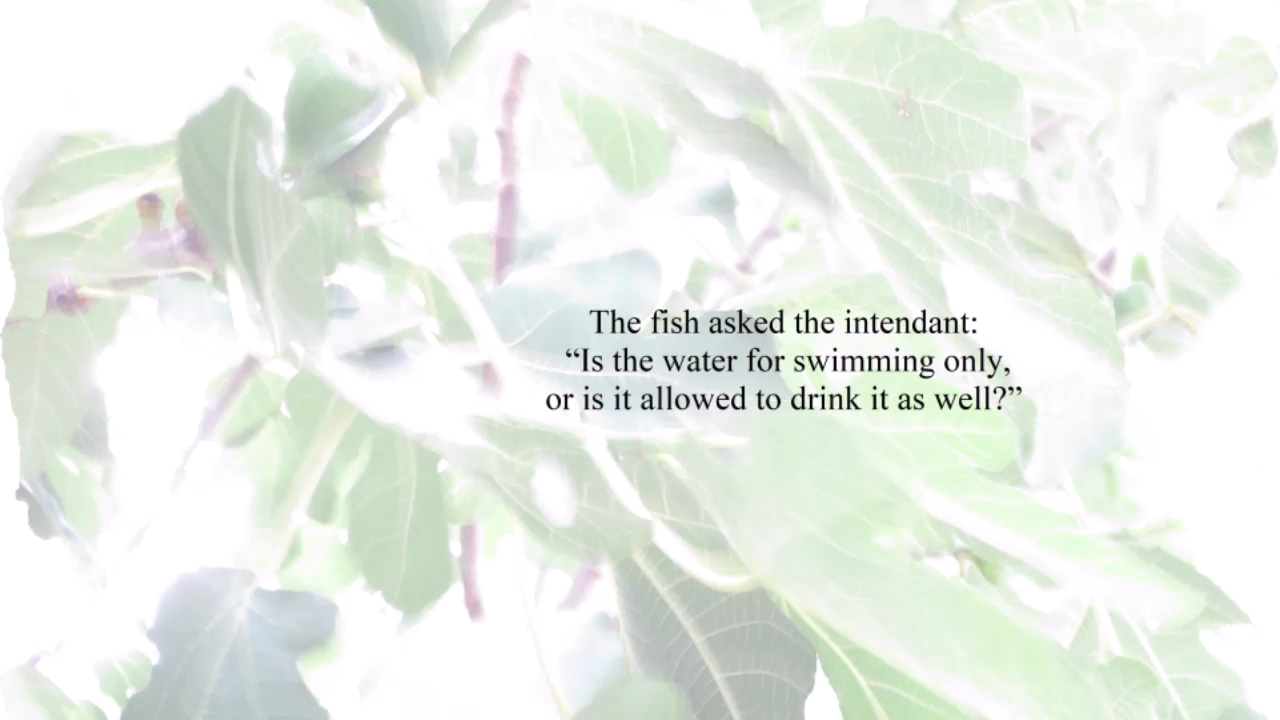 The fish asked the intendant:
“Is the water for swimming only,
or is it allowed to drink it as well?”